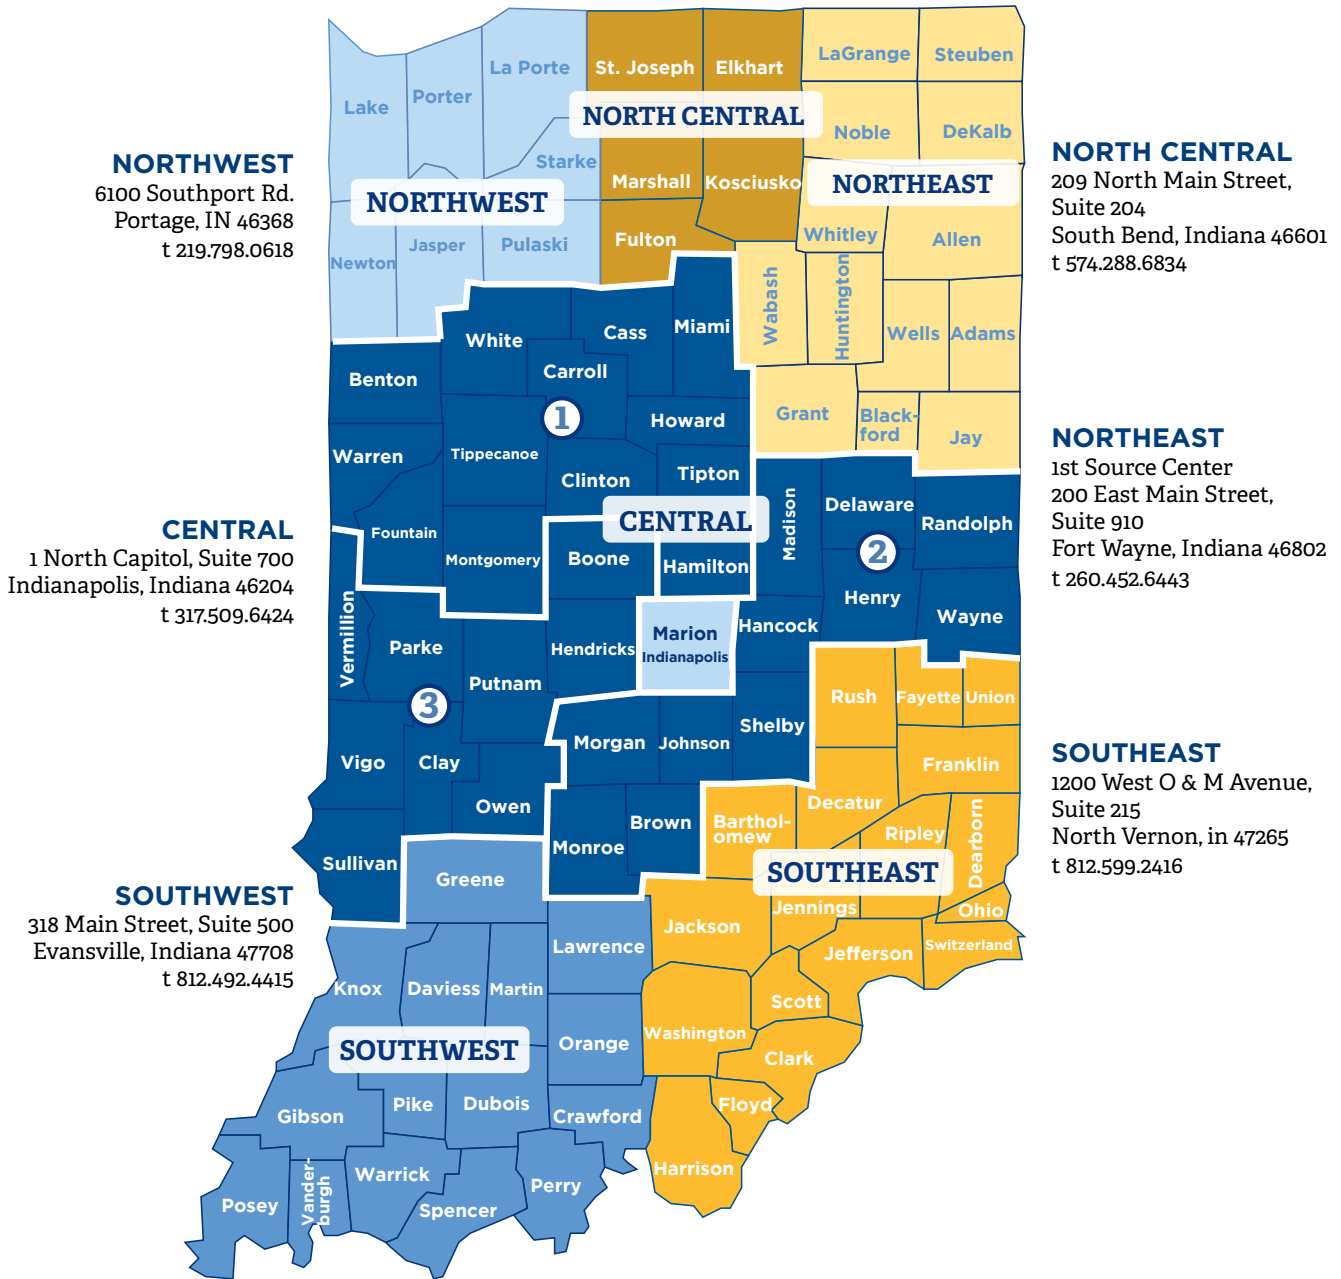 NORTHWEST
6100 Southport Rd.
Portage, IN 46368
t 219.798.0618
CENTRAL
1 North Capitol, Suite 700
Indianapolis, Indiana 46204
t 317.509.6424
SOUTHWEST
318 Main Street, Suite 500
Evansville, Indiana 47708
t 812.492.4415
Lake
Porter
La Porte
St. Joseph
Elkhart
LaGrange
Steuben
NORTH CENTRAL
Noble
DeKalb
Starke
Marshall
Kosciusko
NORTHEAST
NORTHWEST
Newton
Jasper
Pulaski
Fulton
Whitley
Allen
Wabash
Huntington
Wells
Adams
White
Cass
Miami
Benton
Carroll
1
Howard
Grant
Black-
ford
Jay
Warren
Tippecanoe
Clinton
Tipton
CENTRAL
Madison
Delaware
Randolph
Fountain
Montgomery
Boone
Hamilton
2
Henry
Wayne
Vermillion
Parke
Putnam
Hendricks
Marion
Indianapolis
Hancock
3
Rush
Fayette
Union
Vigo
Clay
Morgan
Johnson
Shelby
Franklin
Owen
Decatur
Sullivan
Monroe
Brown
Barthol-
omew
Ripley
Dearborn
SOUTHEAST
Greene
Jennings
Ohio
Jackson
Lawrence
Jefferson
Switzerland
Knox
Daviess
Martin
Scott
SOUTHWEST
Orange
Washington
Clark
Gibson
Pike
Dubois
Crawford
Floyd
Harrison
Posey
Vander-
burgh
Warrick
Spencer
Perry
NORTH CENTRAL
209 North Main Street,
Suite 204
South Bend, Indiana 46601
t 574.288.6834
NORTHEAST
1st Source Center
200 East Main Street,
Suite 910
Fort Wayne, Indiana 46802
t 260.452.6443
SOUTHEAST
1200 West O & M Avenue,
Suite 215
North Vernon, in 47265
t 812.599.2416